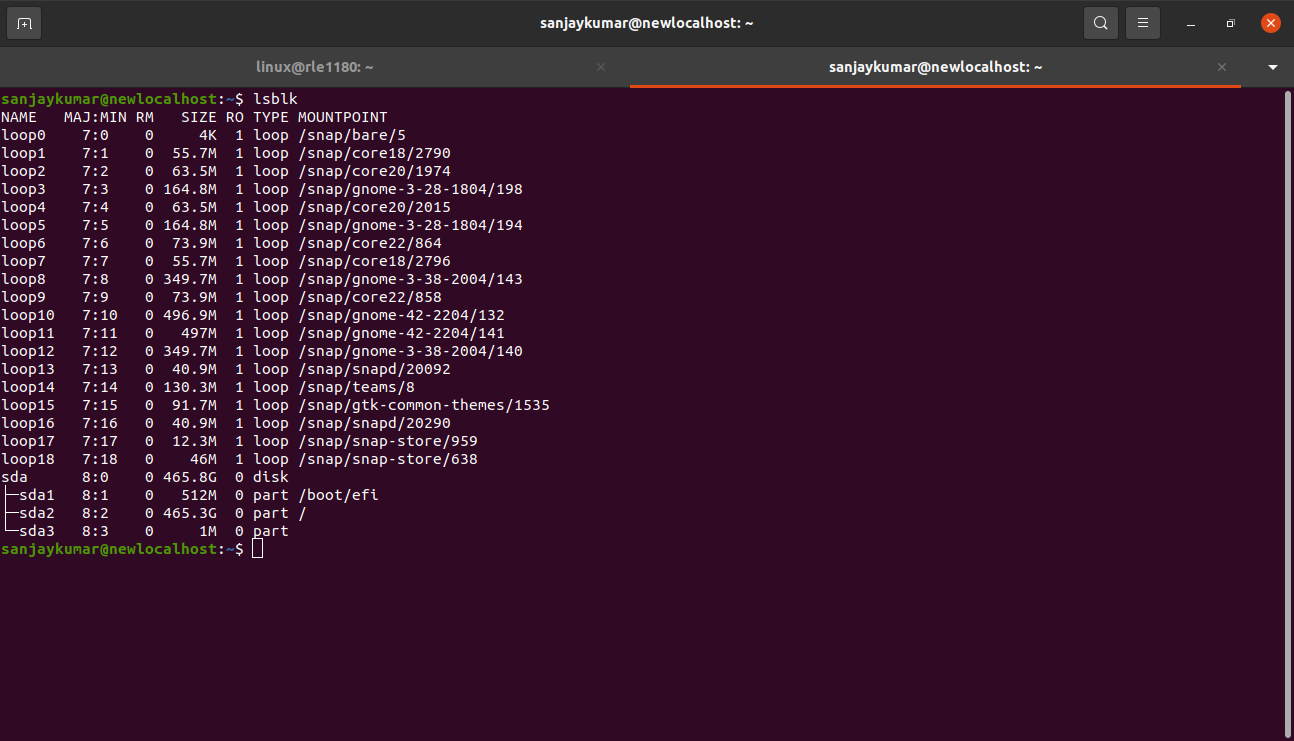 sanjaykumar@newlocalhost: ~
linux@rle1180: ~
sanjaykumar@newlocalhost: ~
sanjaykumar@newlocalhost:~$ lsblk
NAME   MAJ:MIN RM   SIZE RO TYPE MOUNTPOINT
loop0    7:0    0     4K  1 loop /snap/bare/5
loop1    7:1    0  55.7M  1 loop /snap/core18/2790
loop2    7:2    0  63.5M  1 loop /snap/core20/1974
loop3    7:3    0 164.8M  1 loop /snap/gnome-3-28-1804/198
loop4    7:4    0  63.5M  1 loop /snap/core20/2015
loop5    7:5    0 164.8M  1 loop /snap/gnome-3-28-1804/194
loop6    7:6    0  73.9M  1 loop /snap/core22/864
loop7    7:7    0  55.7M  1 loop /snap/core18/2796
loop8    7:8    0 349.7M  1 loop /snap/gnome-3-38-2004/143
loop9    7:9    0  73.9M  1 loop /snap/core22/858
loop10   7:10   0 496.9M  1 loop /snap/gnome-42-2204/132
loop11   7:11   0   497M  1 loop /snap/gnome-42-2204/141
loop12   7:12   0 349.7M  1 loop /snap/gnome-3-38-2004/140
loop13   7:13   0  40.9M  1 loop /snap/snapd/20092
loop14   7:14   0 130.3M  1 loop /snap/teams/8
loop15   7:15   0  91.7M  1 loop /snap/gtk-common-themes/1535
loop16   7:16   0  40.9M  1 loop /snap/snapd/20290
loop17   7:17   0  12.3M  1 loop /snap/snap-store/959
loop18   7:18   0    46M  1 loop /snap/snap-store/638
sda      8:0    0 465.8G  0 disk
├─sda1   8:1    0   512M  0 part /boot/efi
├─sda2   8:2    0 465.3G  0 part /
└─sda3   8:3    0     1M  0 part
sanjaykumar@newlocalhost:~$